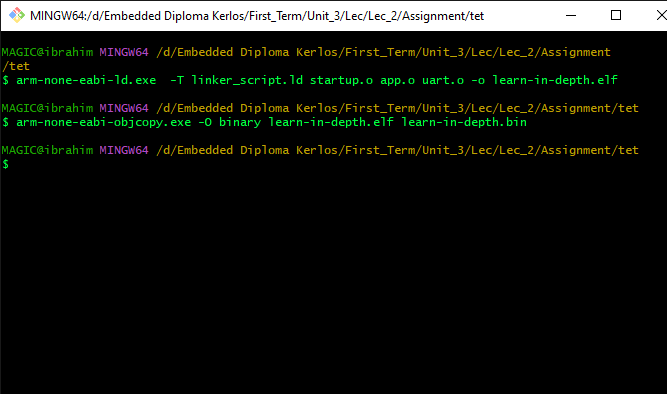 MINGW64:/d/Embedded Diploma Kerlos/First_Term/Unit_3/Lec/Lec_2/Assignment/tet
MAGIC@ibrahim MINGW64 /d/Embedded Diploma Kerlos/First_Term/Unit_3/Lec/Lec_2/Assignment
/tet
$ arm-none-eabi-ld.exe  -T linker_script.ld startup.o app.o uart.o -o learn-in-depth.elf
MAGIC@ibrahim MINGW64 /d/Embedded Diploma Kerlos/First_Term/Unit_3/Lec/Lec_2/Assignment/tet
$ arm-none-eabi-objcopy.exe -O binary learn-in-depth.elf learn-in-depth.bin
MAGIC@ibrahim MINGW64 /d/Embedded Diploma Kerlos/First_Term/Unit_3/Lec/Lec_2/Assignment/tet
$